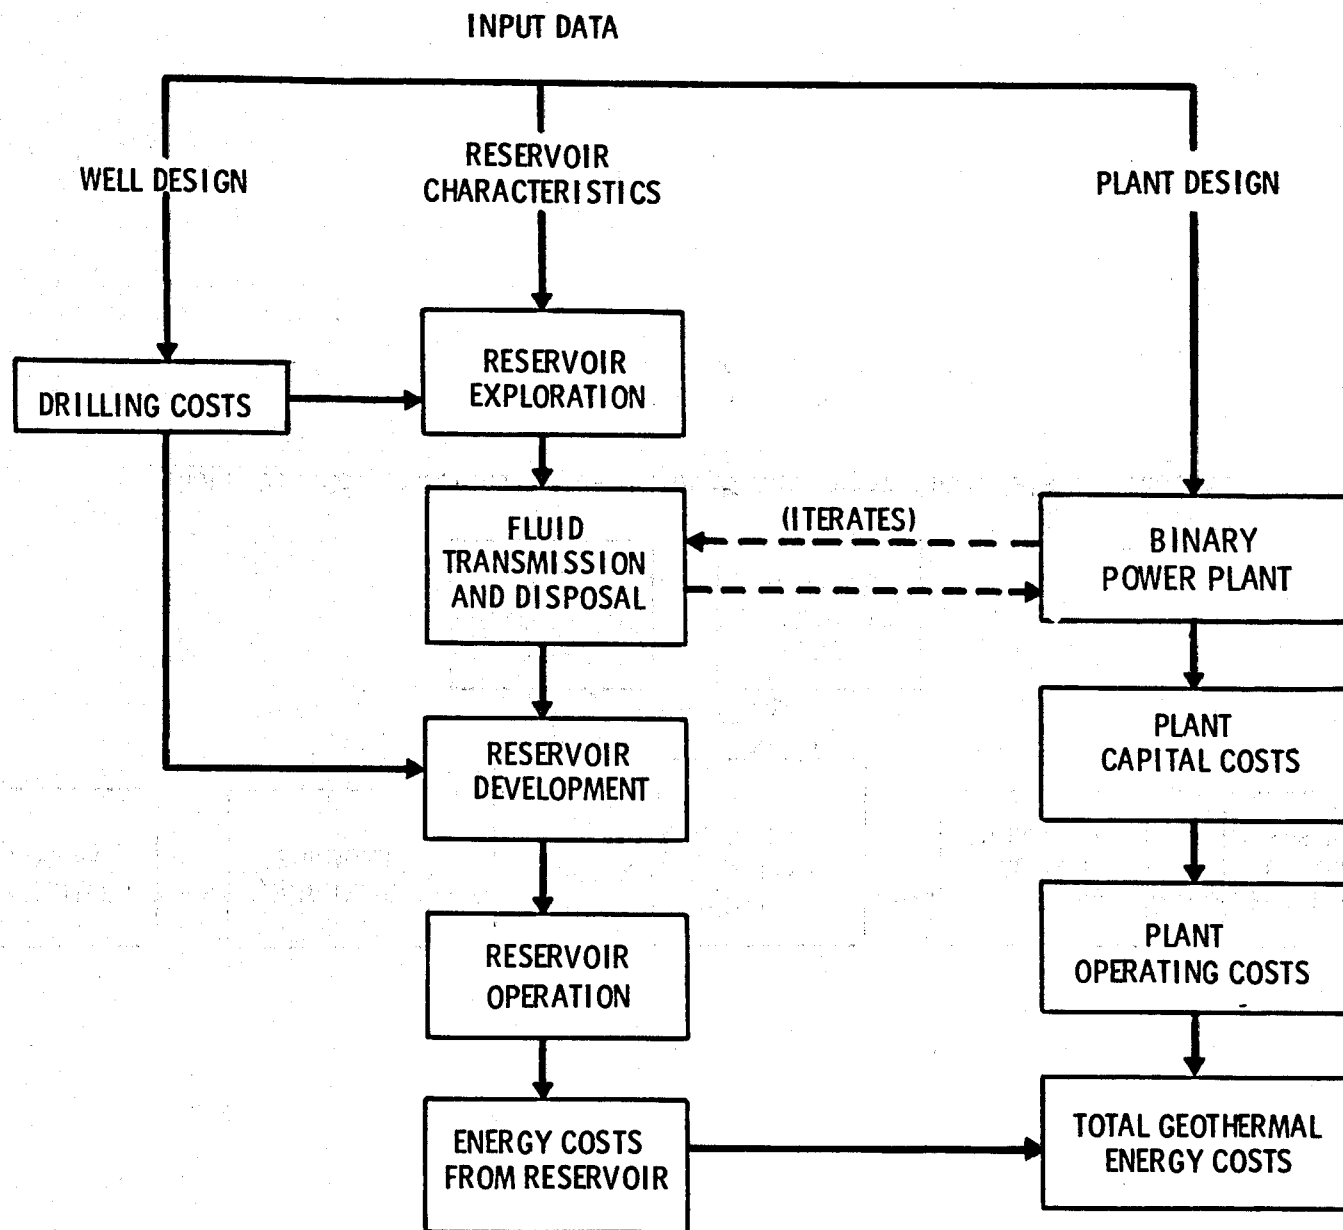 INPUT DATA
WELL DESIGN
RESERVOIR
CHARACTERISTICS
PLANT DESIGN
DRILLING COSTS
RESERVOIR
EXPLORATION
FLUID
TRANSMISSION
AND DISPOSAL
(ITERATES)
BINARY
POWER PLANT
RESERVOIR
DEVELOPMENT
PLANT
CAPITAL COSTS
RESERVOIR
OPERATION
PLANT
OPERATING COSTS
ENERGY COSTS
FROM RESERVOIR
TOTAL GEOTHERMAL
ENERGY COSTS